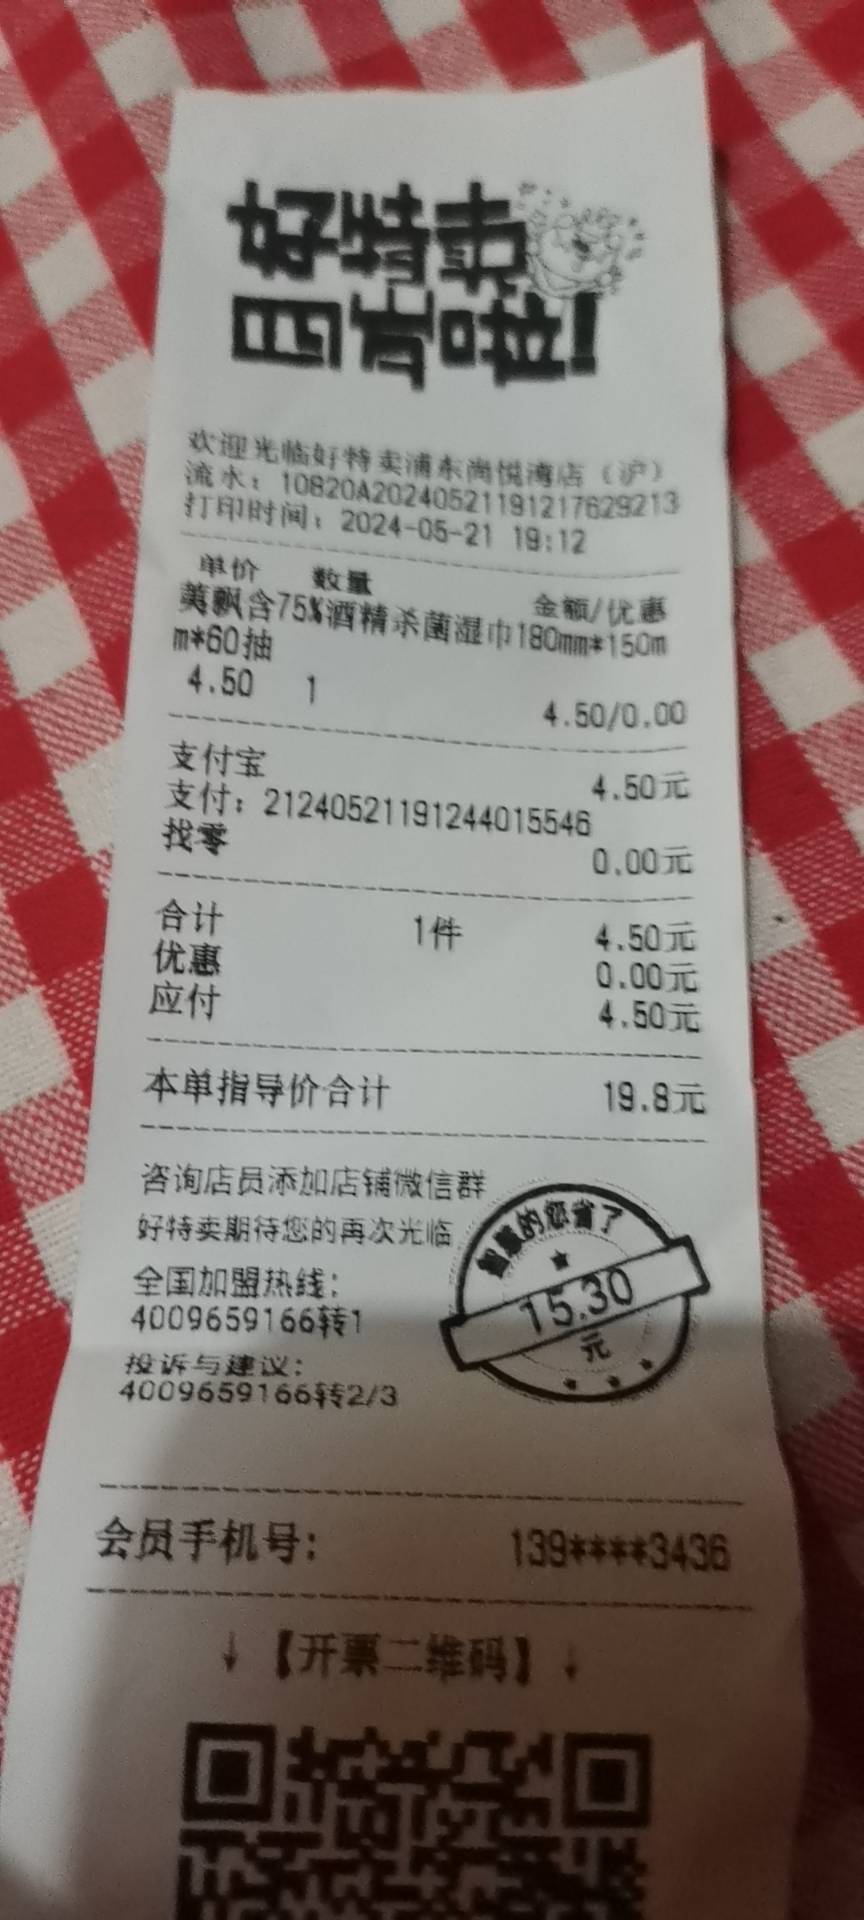 好特卖
欢迎光临好特卖浦东尚悦湾店（沪）
流水：10820A20240521191217629213
打印时间：2024-05-21 19:12
单价 数量 金额/优惠
飘含75%酒精杀菌湿巾180mm*150m
m*60抽
4.50 1 4.50/0.00
支付宝 4.50元
支付：21240521191244015546
找零 0.00元
合计 1件 4.50元
优惠 0.00元
应付 4.50元
本单指导价合计 19.8元
咨询店员添加店铺微信群
好特卖期待您的再次光临
智慧的您省了
15.30
元
全国加盟热线：
4009659166转1
投诉与建议：
4009659166转2/3
会员手机号： 139****3436
↓【开票二维码】↓